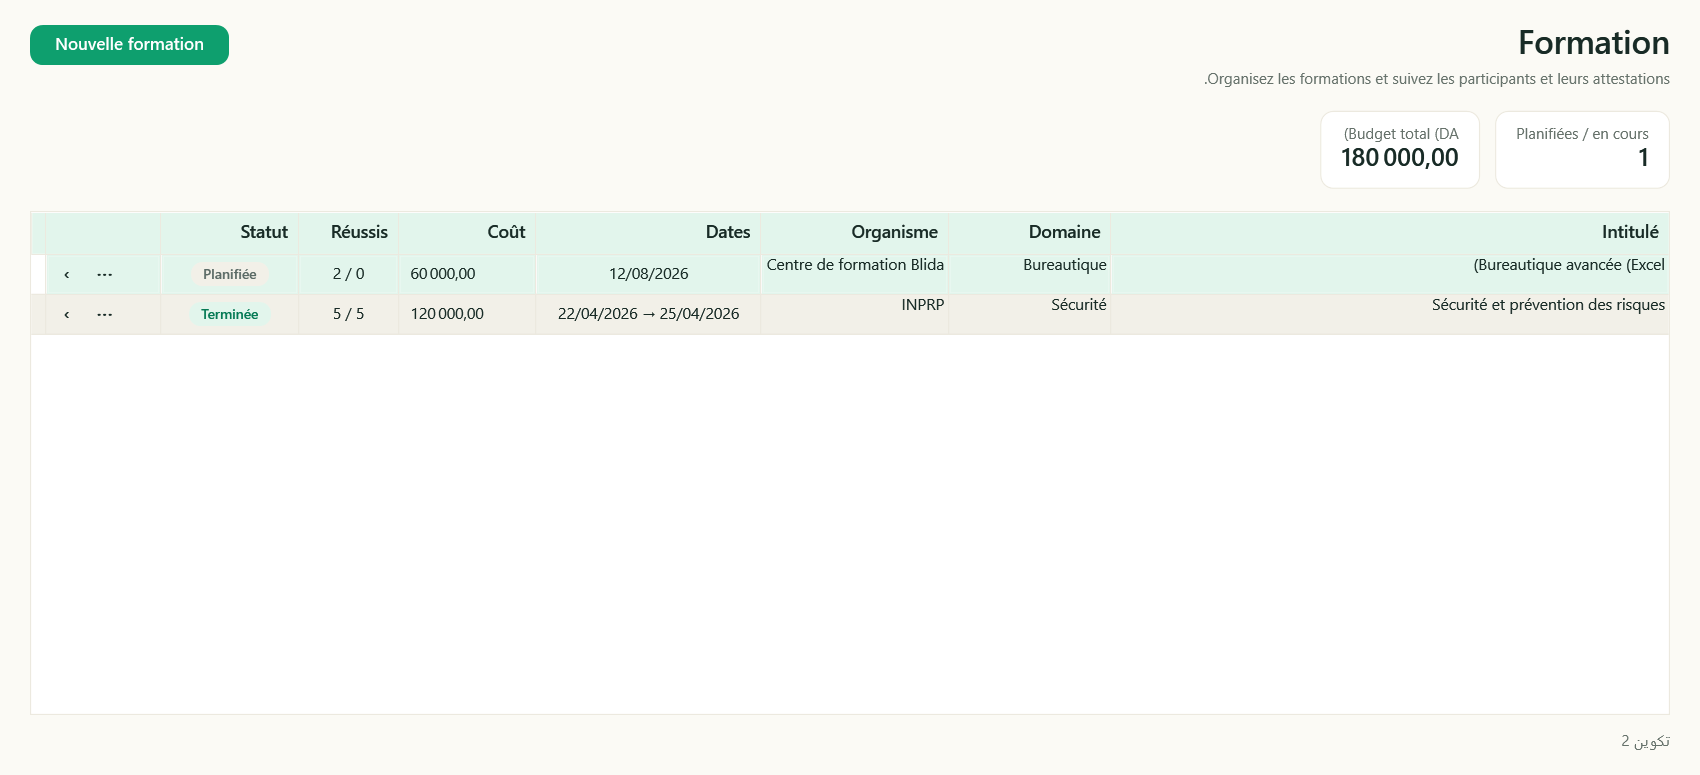 Formation
Nouvelle formation
.Organisez les formations et suivez les participants et leurs attestations
Planifiées / en cours
1
(Budget total (DA
180 000,00
Intitulé
Domaine
Organisme
Dates
Coût
Réussis
Statut
(Bureautique avancée (Excel
Bureautique
Centre de formation Blida
12/08/2026
60 000,00
2 / 0
Planifiée
··· ‹
Sécurité et prévention des risques
Sécurité
INPRP
22/04/2026 → 25/04/2026
120 000,00
5 / 5
Terminée
··· ‹
2 تكوين